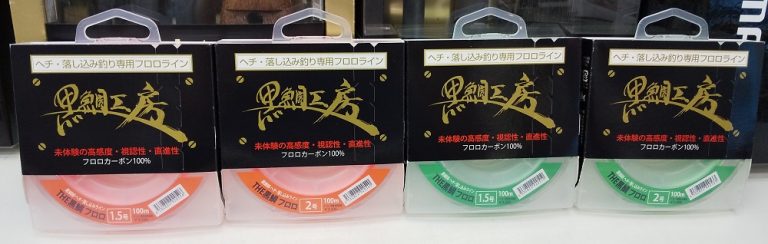 ヘチ・落し込み釣り専用フロロライン
黒鯛工房
未体験の高感度・視認性・直進性
フロロカーボン100%
THE黒鯛フロロ
1.5号
100m
ヘチ・落し込み釣り専用フロロライン
黒鯛工房
未体験の高感度・視認性・直進性
フロロカーボン100%
THE黒鯛フロロ
2号
100m
ヘチ・落し込み釣り専用フロロライン
黒鯛工房
未体験の高感度・視認性・直進性
フロロカーボン100%
THE黒鯛フロロ
1.5号
100m
ヘチ・落し込み釣り専用フロロライン
黒鯛工房
未体験の高感度・視認性・直進性
フロロカーボン100%
THE黒鯛フロロ
2号
100m